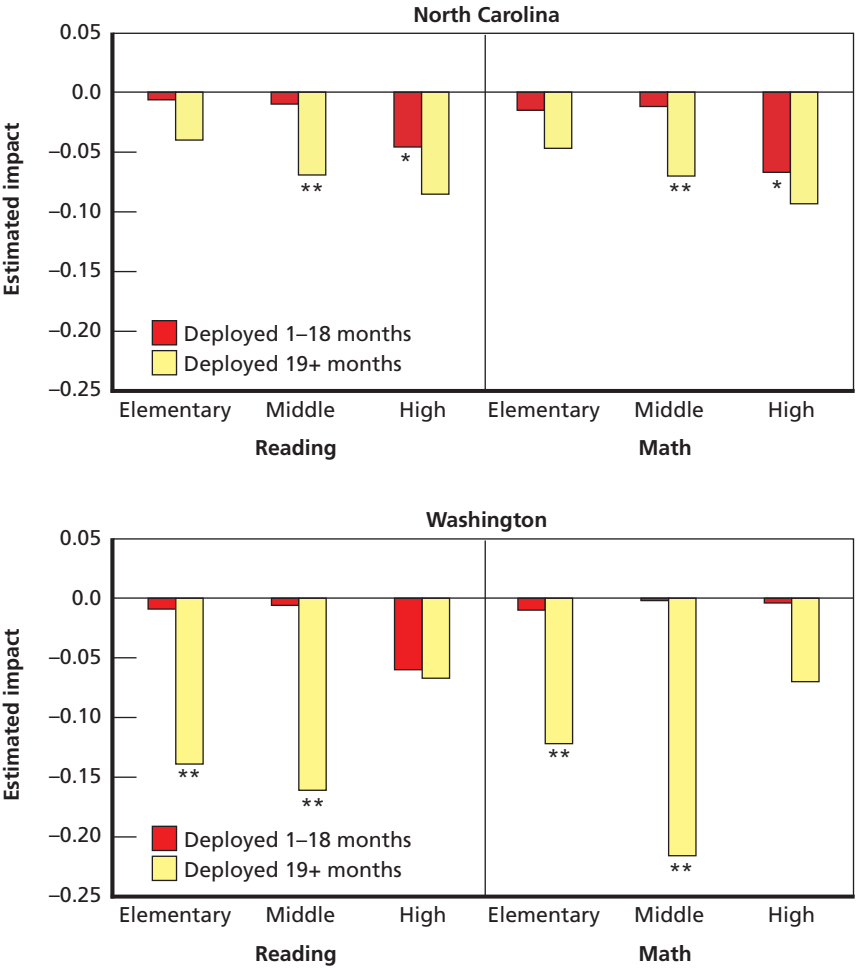 North Carolina
Estimated impact
0.05
0.0
–0.05
–0.10
–0.15
–0.20
–0.25
**
*
**
*
Deployed 1–18 months
Deployed 19+ months
Elementary Middle High Elementary Middle High
Reading Math
Washington
Estimated impact
0.05
0.0
–0.05
–0.10
–0.15
–0.20
–0.25
**
**
**
**
Deployed 1–18 months
Deployed 19+ months
Elementary Middle High Elementary Middle High
Reading Math